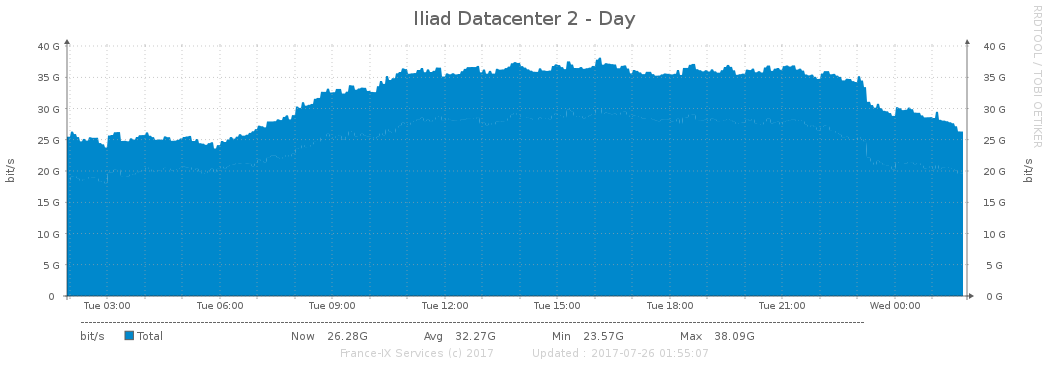 Iliad Datacenter 2 - Day
RRDTOOL / TOBI OETIKER
40 G 40 G
35 G 35 G
30 G 30 G
25 G 25 G
20 G 20 G
15 G 15 G
10 G 10 G
5 G 5 G
0 0 G
bit/s bit/s
Tue 03:00 Tue 06:00 Tue 09:00 Tue 12:00 Tue 15:00 Tue 18:00 Tue 21:00 Wed 00:00
bit/s Total Now 26.28G Avg 32.27G Min 23.57G Max 38.09G
France-IX Services (c) 2017 Updated : 2017-07-26 01:55:07